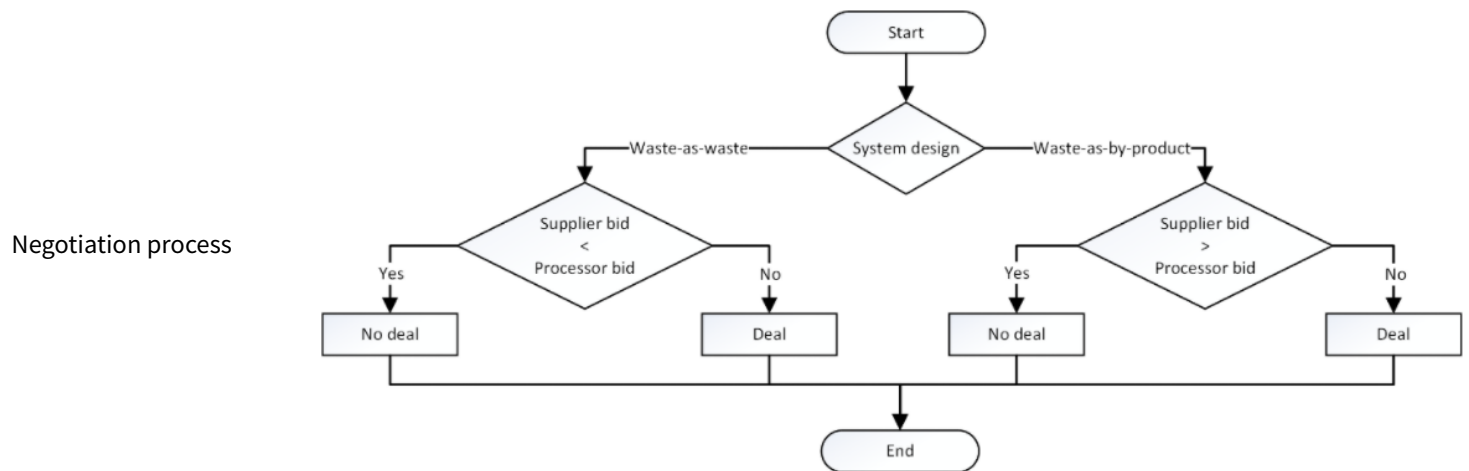 Start
System design
Waste-as-waste
Waste-as-by-product
Negotiation process
Supplier bid
<
Processor bid
Supplier bid
>
Processor bid
Yes
No
Yes
No
No deal
Deal
No deal
Deal
End